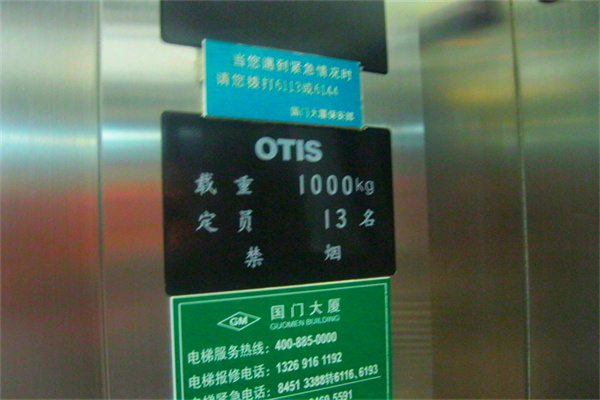 当您遇到紧急情况时
请您拨打6113或6144
国门大厦保安部
OTIS
载重 1000kg
定员 13名
禁烟
GM
国门大厦
GUOMEN BUILDING
电梯服务热线：400-885-0000
电梯报修电话：1326 916 1192
电梯紧急电话：8451 3388转6116、6193